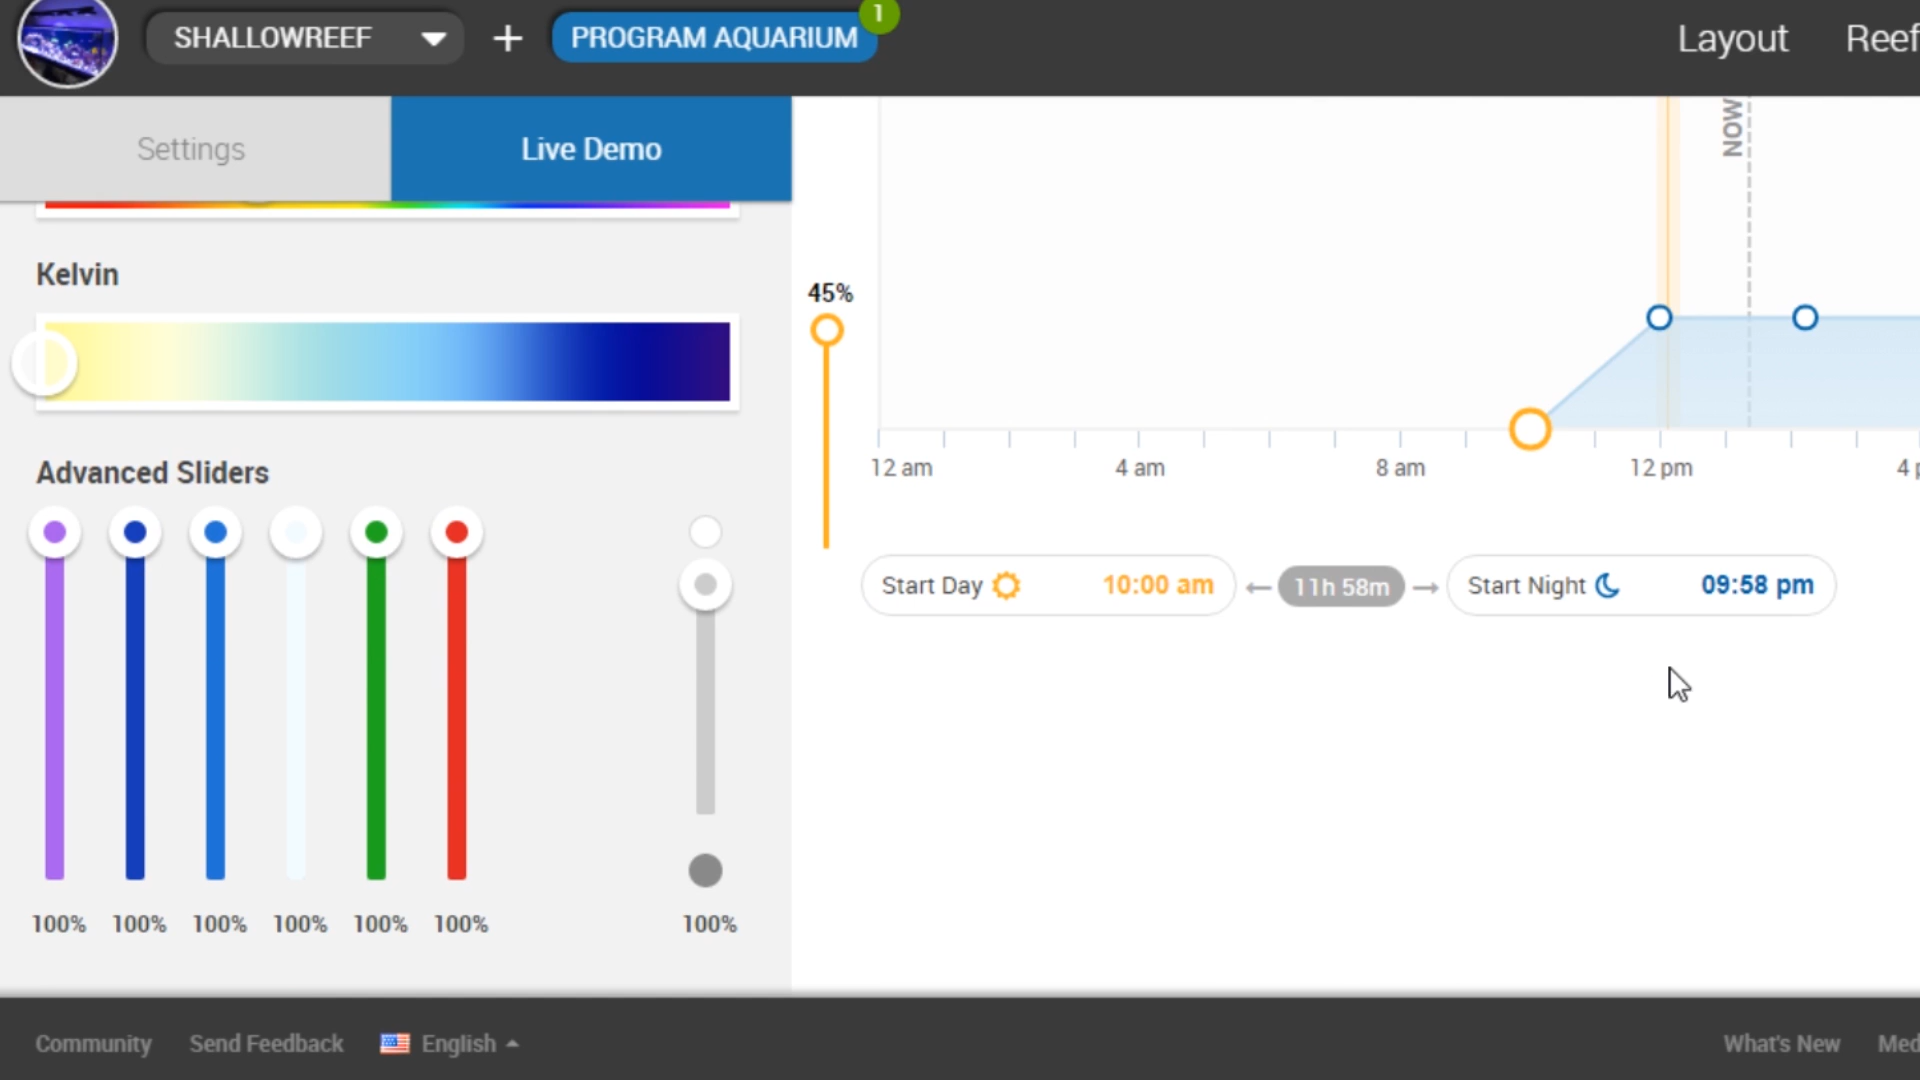 SHALLOWREEF
+
PROGRAM AQUARIUM
1
Layout
Reef
Settings
Live Demo
NOW
Kelvin
45%
12 am
4 am
8 am
12 pm
4 p
Advanced Sliders
Start Day
10:00 am
11h 58m
Start Night
09:58 pm
100%
100%
100%
100%
100%
100%
100%
Community
Send Feedback
English
What's New
Med